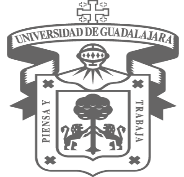 UNIVERSIDAD DE GUADALAJARA
PIENSA Y
TRABAJA